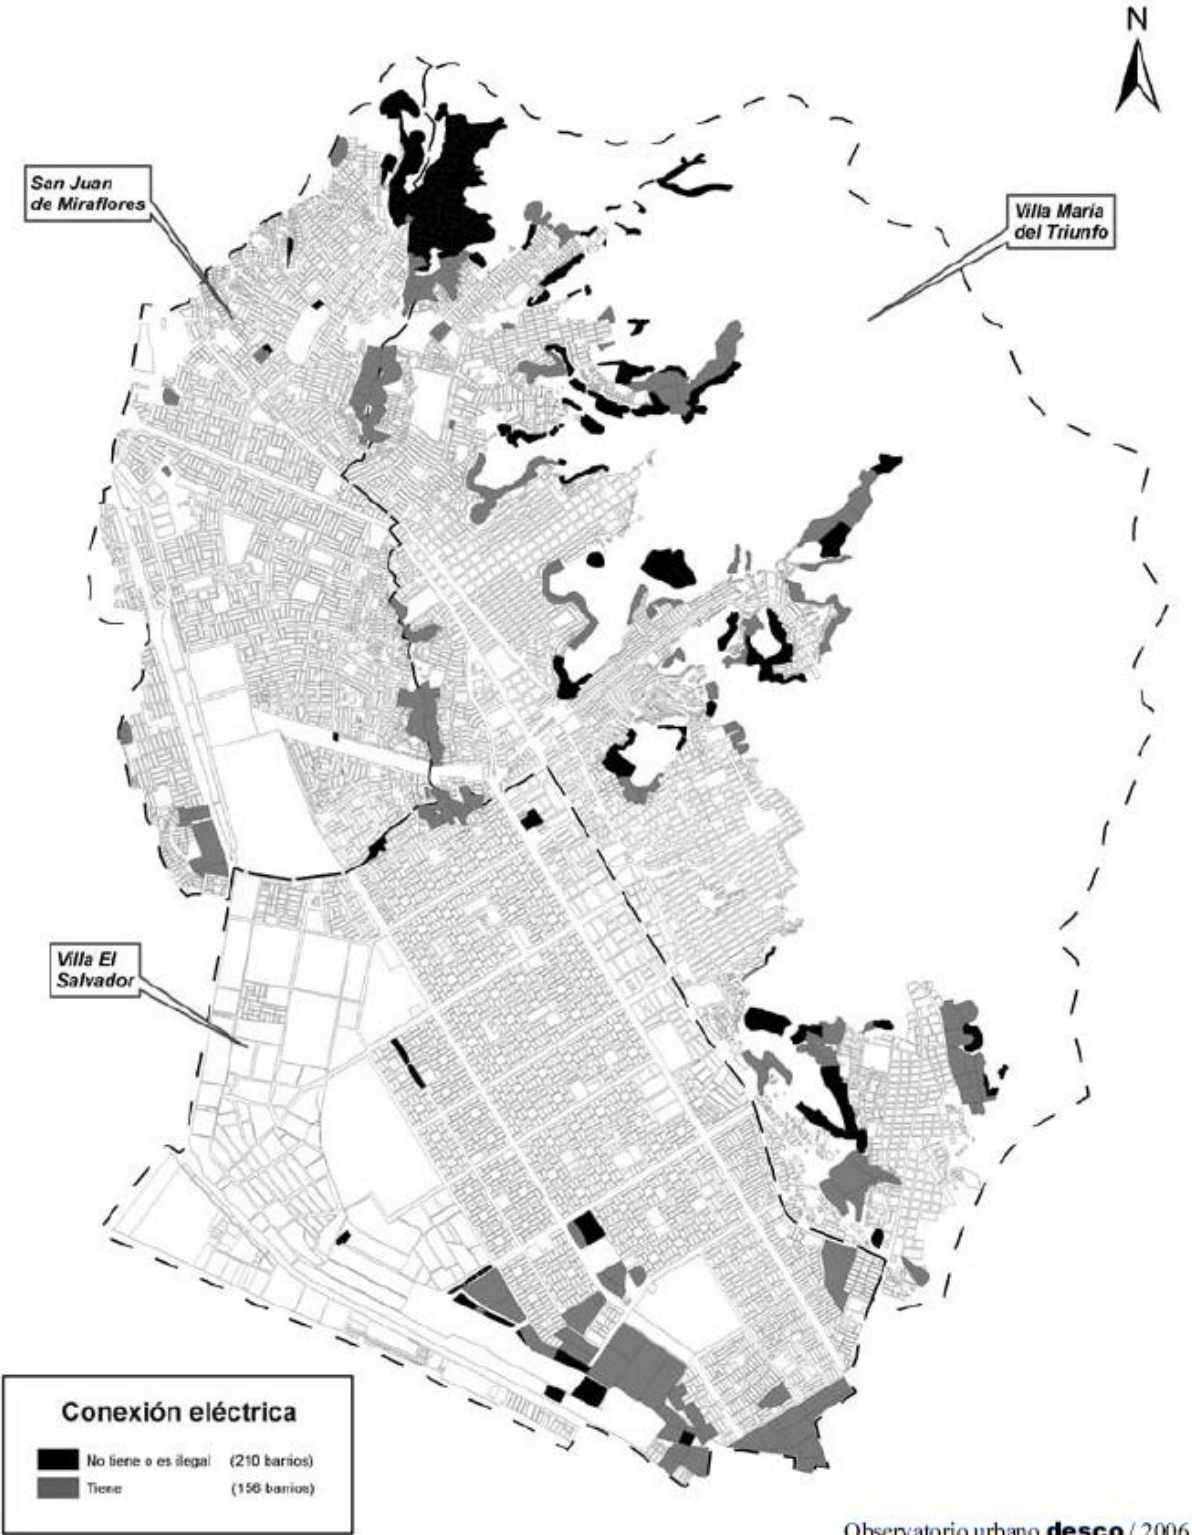 N
San Juan
de Miraflores
Villa María
del Triunfo
Villa El
Salvador
Conexión eléctrica
No tiene o es ilegal (210 barrios)
Tiene (156 barrios)
Observatorio urbano desco / 2006